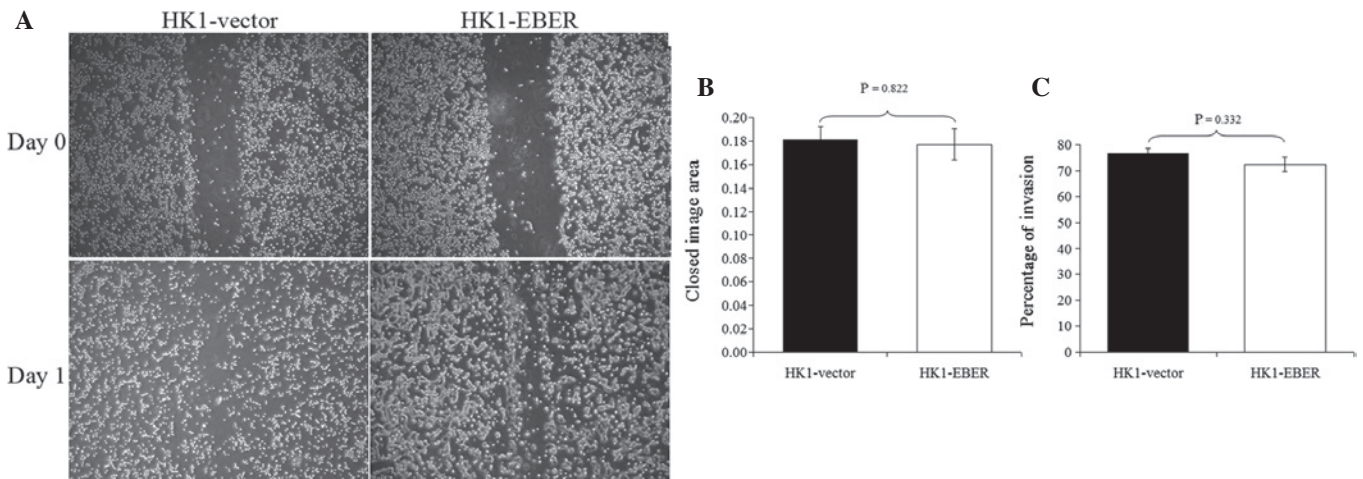 A
HK1-vector
HK1-EBER
Day 0
Day 1
B
P = 0.822
Closed image area
0.20
0.18
0.16
0.14
0.12
0.10
0.08
0.06
0.04
0.02
0.00
HK1-vector
HK1-EBER
C
P = 0.332
Percentage of invasion
80
70
60
50
40
30
20
10
0
HK1-vector
HK1-EBER